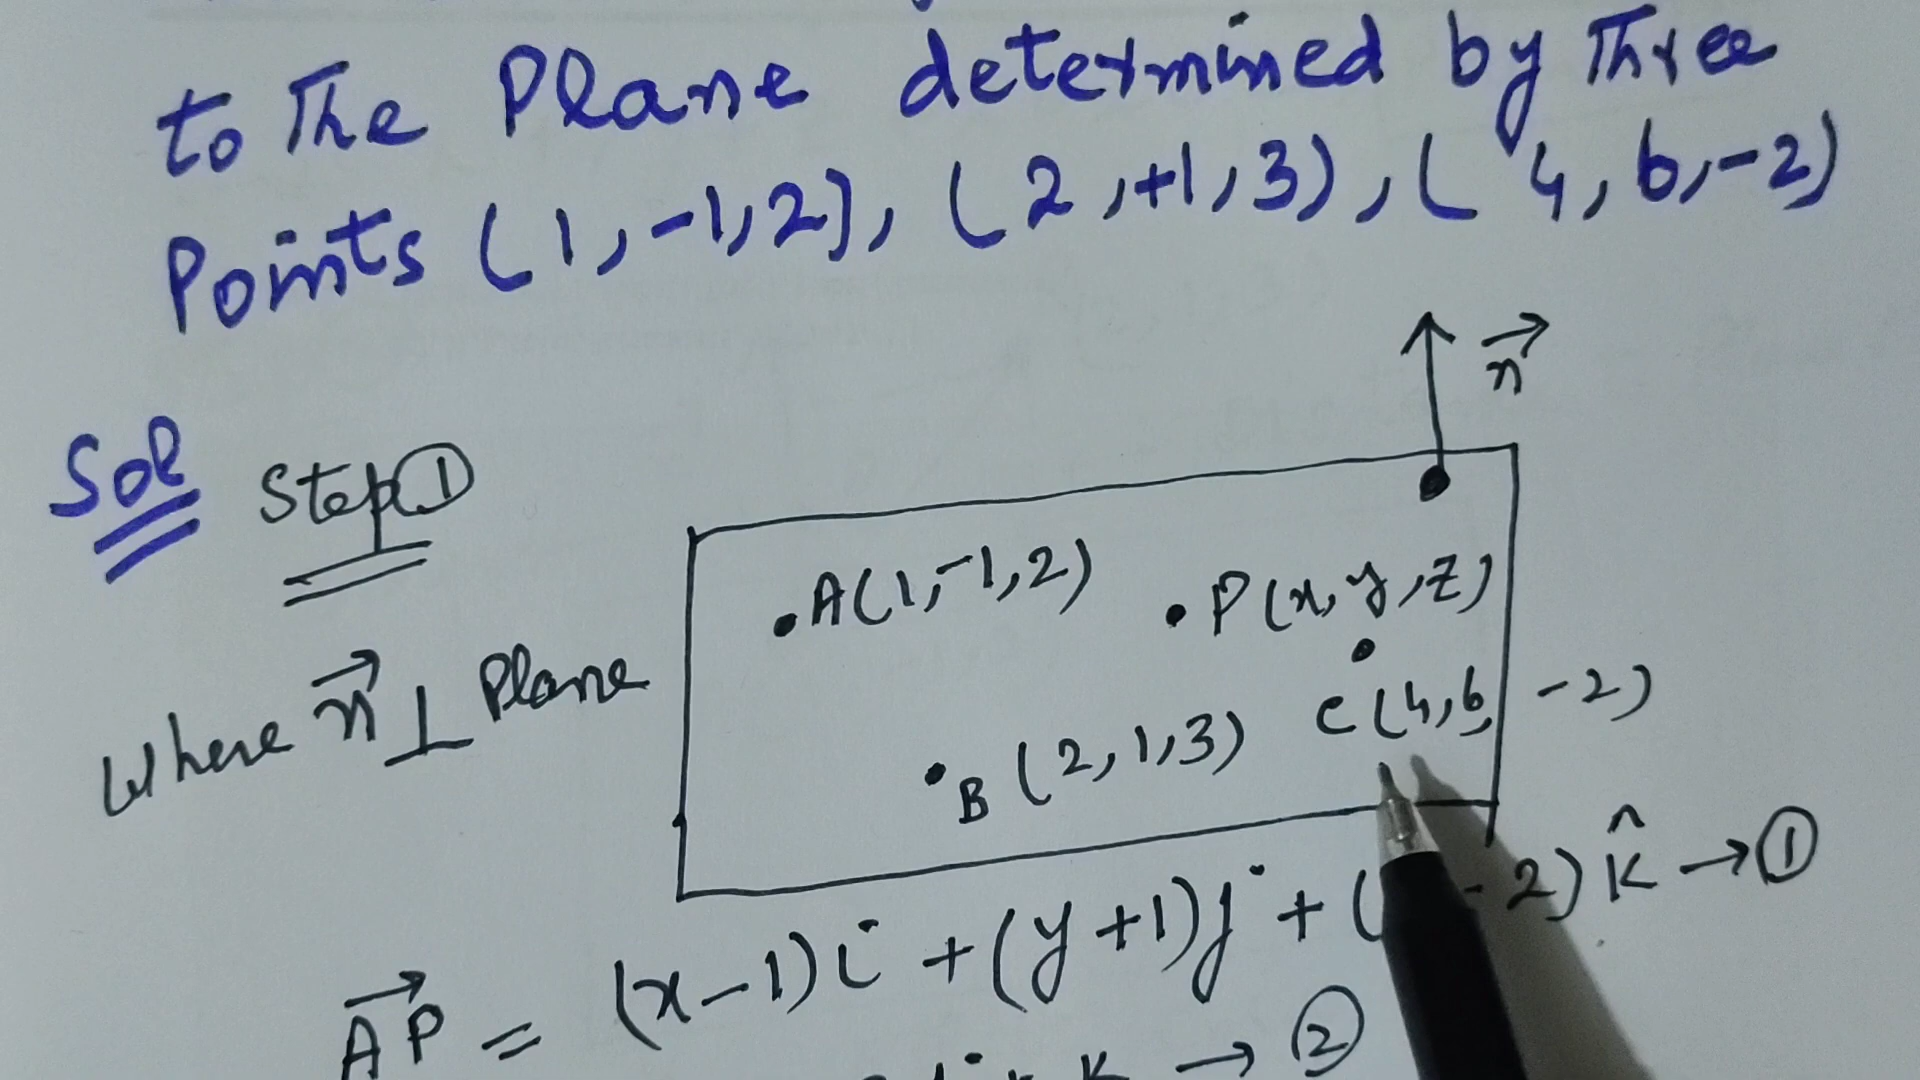 to The Plane determined by Three
Points (1,-1,2), (2,+1,3), (4,6,-2)
n⃗
Sol Step ①
.A(1,-1,2) .P(x,y,z)
Where n⃗ ⊥ Plane
.B(2,1,3) C(4,6,-2)
AP⃗ = (x-1)i + (y+1)j + ( -2)k̂ → ①
k → ②